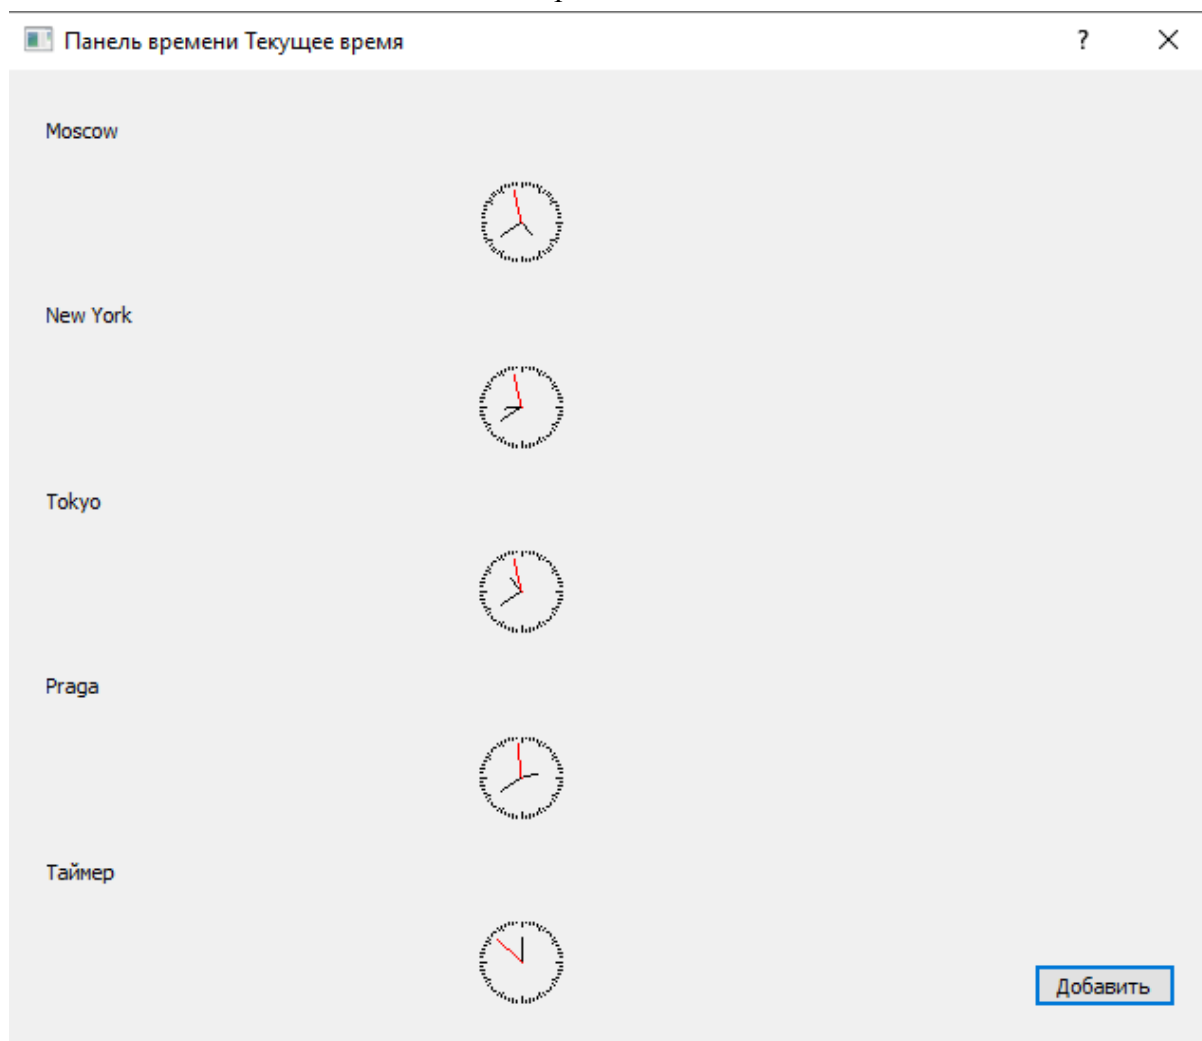 Панель времени Текущее время
?
Moscow
New York
Tokyo
Praga
Таймер
Добавить